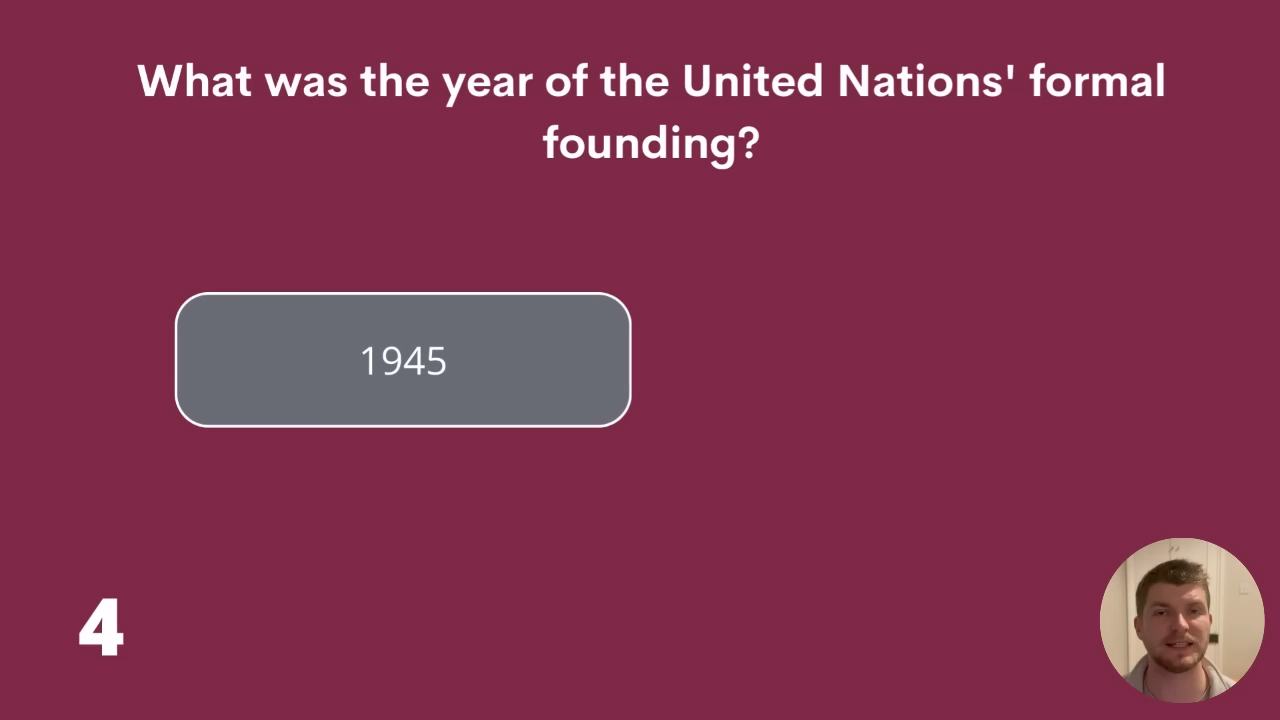 What was the year of the United Nations' formal
founding?
1945
4